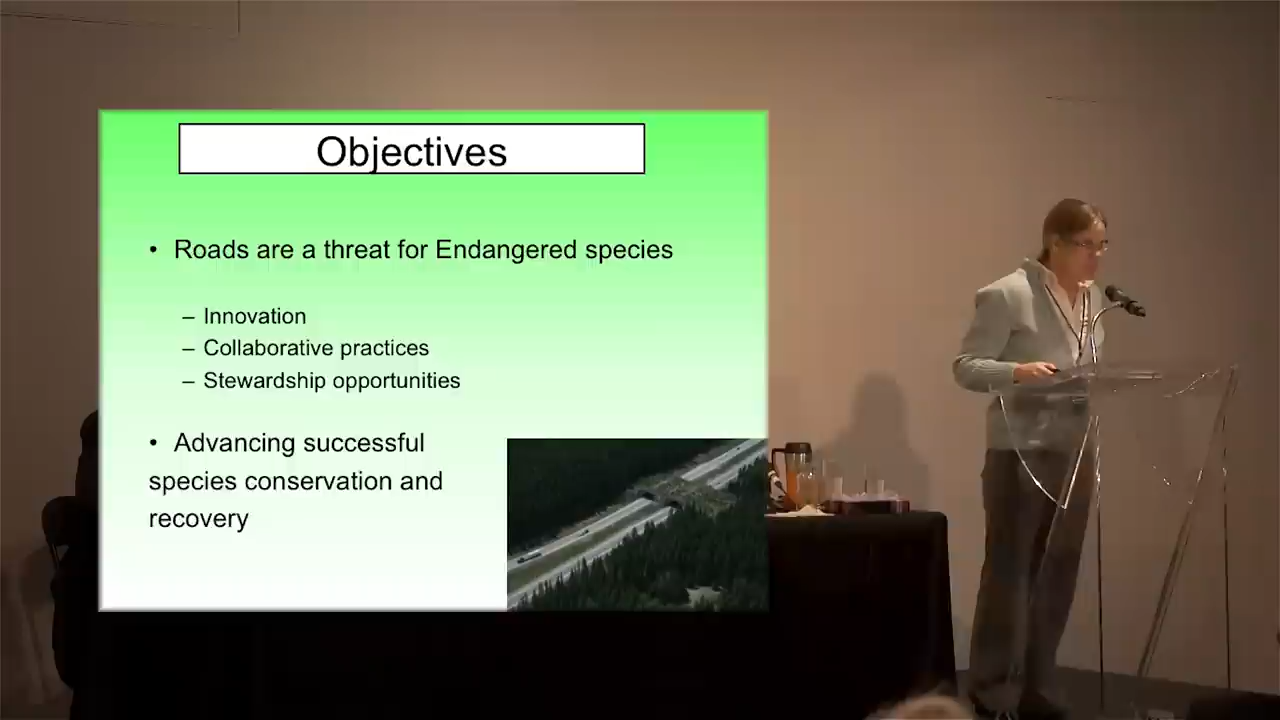 Objectives
• Roads are a threat for Endangered species
– Innovation
– Collaborative practices
– Stewardship opportunities
• Advancing successful
species conservation and
recovery